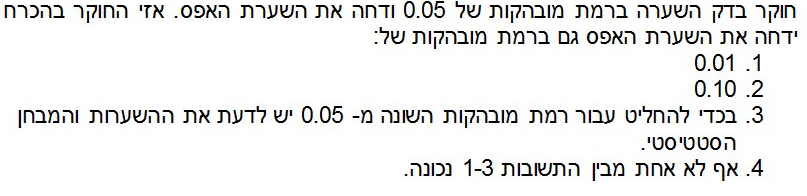 חוקר בדק השערה ברמת מובהקות של 0.05 ודחה את השערת האפס. אזי החוקר בהכרח
ידחה את השערת האפס גם ברמת מובהקות של:
1. 0.01
2. 0.10
3. בכדי להחליט עבור רמת מובהקות השונה מ- 0.05 יש לדעת את ההשערות והמבחן
הסטטיסטי.
4. אף לא אחת מבין התשובות 1-3 נכונה.